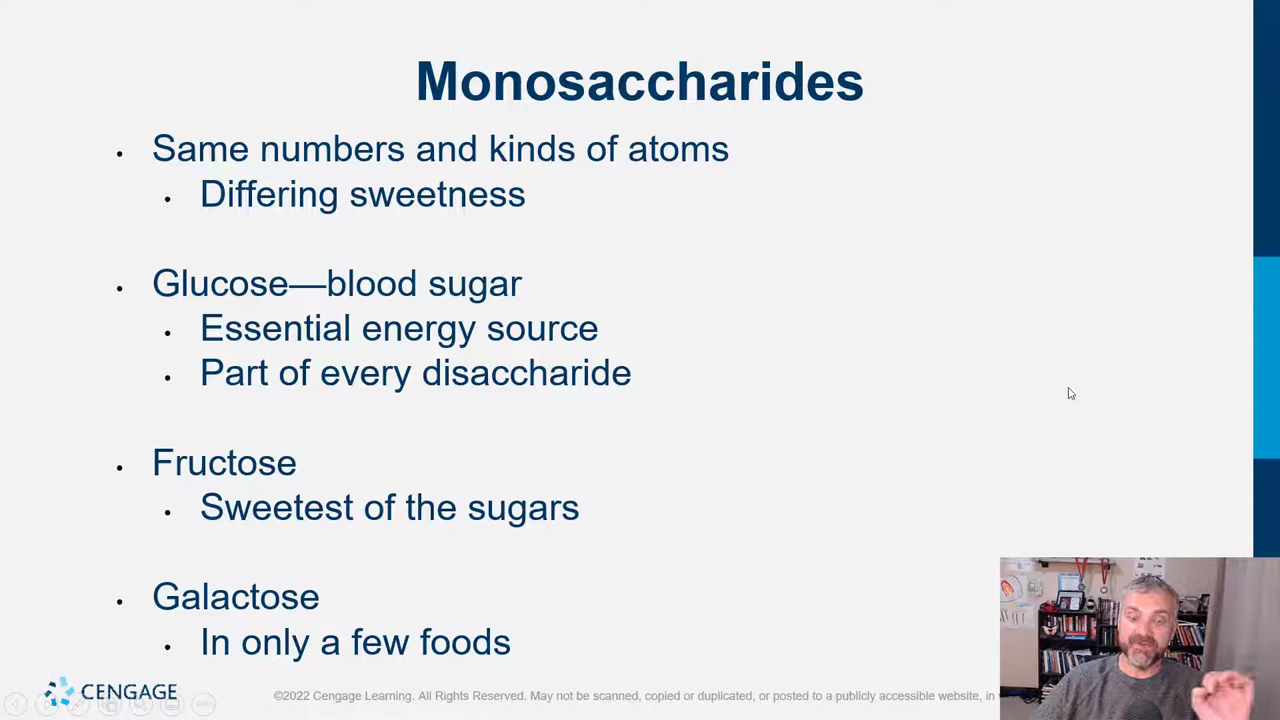 Monosaccharides
• Same numbers and kinds of atoms
• Differing sweetness
• Glucose—blood sugar
• Essential energy source
• Part of every disaccharide
• Fructose
• Sweetest of the sugars
• Galactose
• In only a few foods
CENGAGE
©2022 Cengage Learning. All Rights Reserved. May not be scanned, copied or duplicated, or posted to a publicly accessible website, in